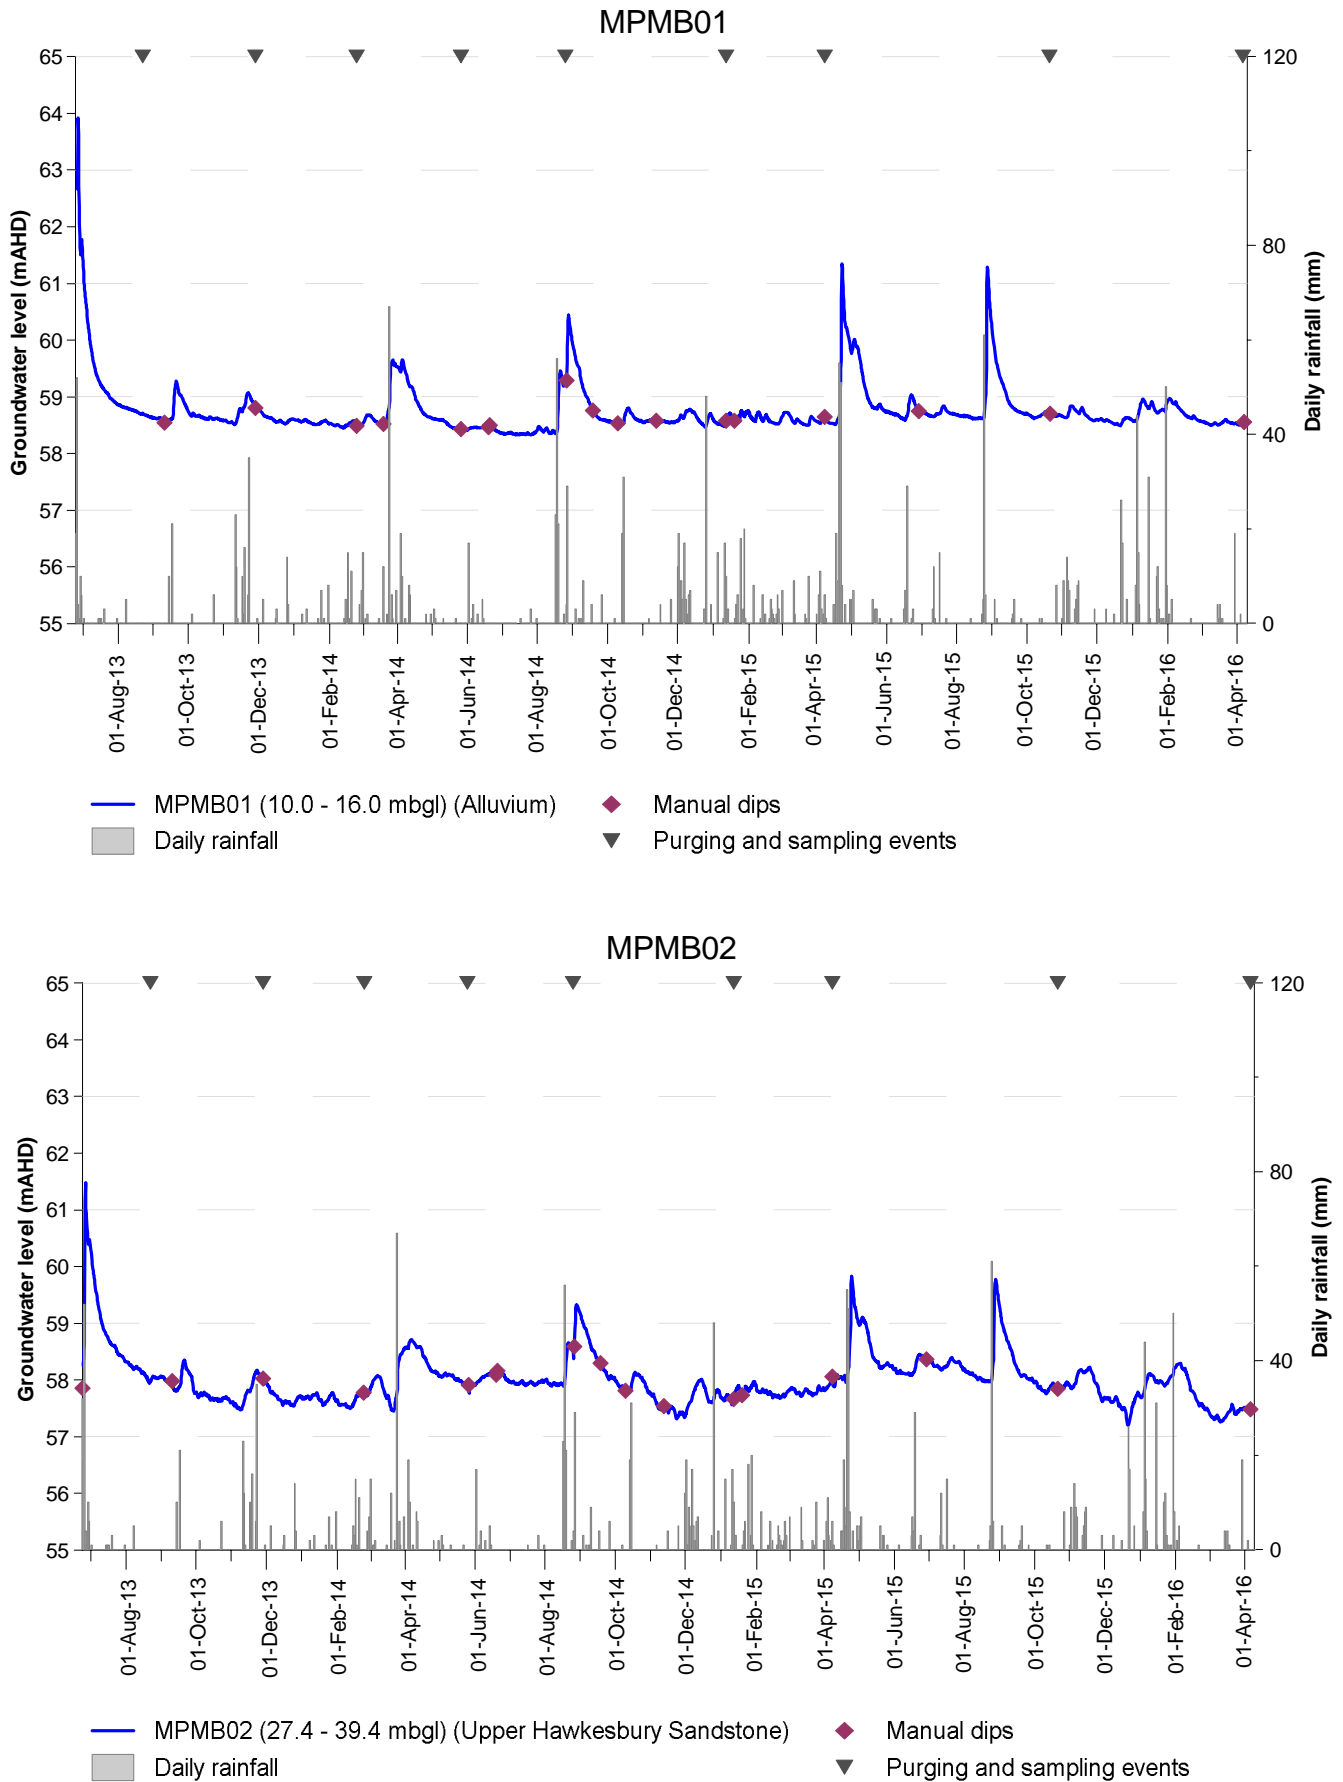 MPMB01
65
64
63
62
61
60
59
58
57
56
55
Groundwater level (mAHD)
120
80
40
0
Daily rainfall (mm)
01-Aug-13
01-Oct-13
01-Dec-13
01-Feb-14
01-Apr-14
01-Jun-14
01-Aug-14
01-Oct-14
01-Dec-14
01-Feb-15
01-Apr-15
01-Jun-15
01-Aug-15
01-Oct-15
01-Dec-15
01-Feb-16
01-Apr-16
MPMB01 (10.0 - 16.0 mbgl) (Alluvium)
Manual dips
Daily rainfall
Purging and sampling events
MPMB02
65
64
63
62
61
60
59
58
57
56
55
Groundwater level (mAHD)
120
80
40
0
Daily rainfall (mm)
01-Aug-13
01-Oct-13
01-Dec-13
01-Feb-14
01-Apr-14
01-Jun-14
01-Aug-14
01-Oct-14
01-Dec-14
01-Feb-15
01-Apr-15
01-Jun-15
01-Aug-15
01-Oct-15
01-Dec-15
01-Feb-16
01-Apr-16
MPMB02 (27.4 - 39.4 mbgl) (Upper Hawkesbury Sandstone)
Manual dips
Daily rainfall
Purging and sampling events